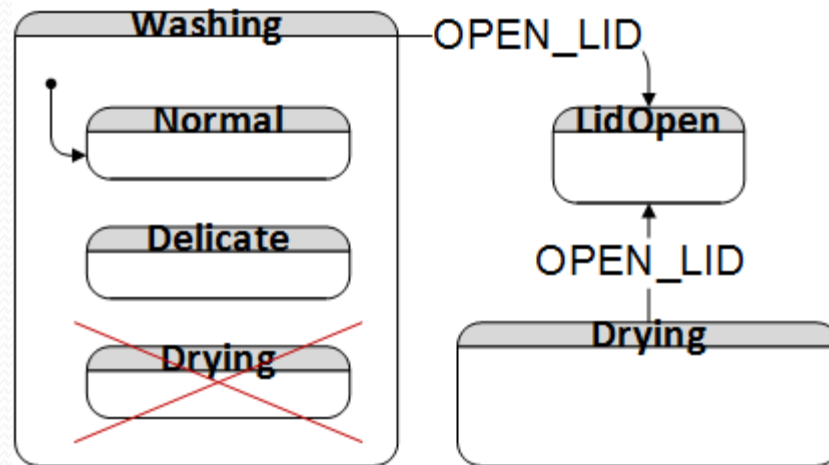 Washing
OPEN_LID
Normal
LidOpen
Delicate
OPEN_LID
Drying
Drying